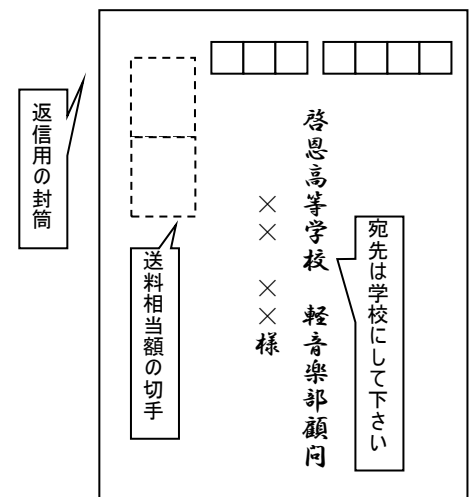 宛先は学校にして下さい
啓恩高等学校　軽音楽部顧問
××　××様
送料相当額の切手
返信用の封筒